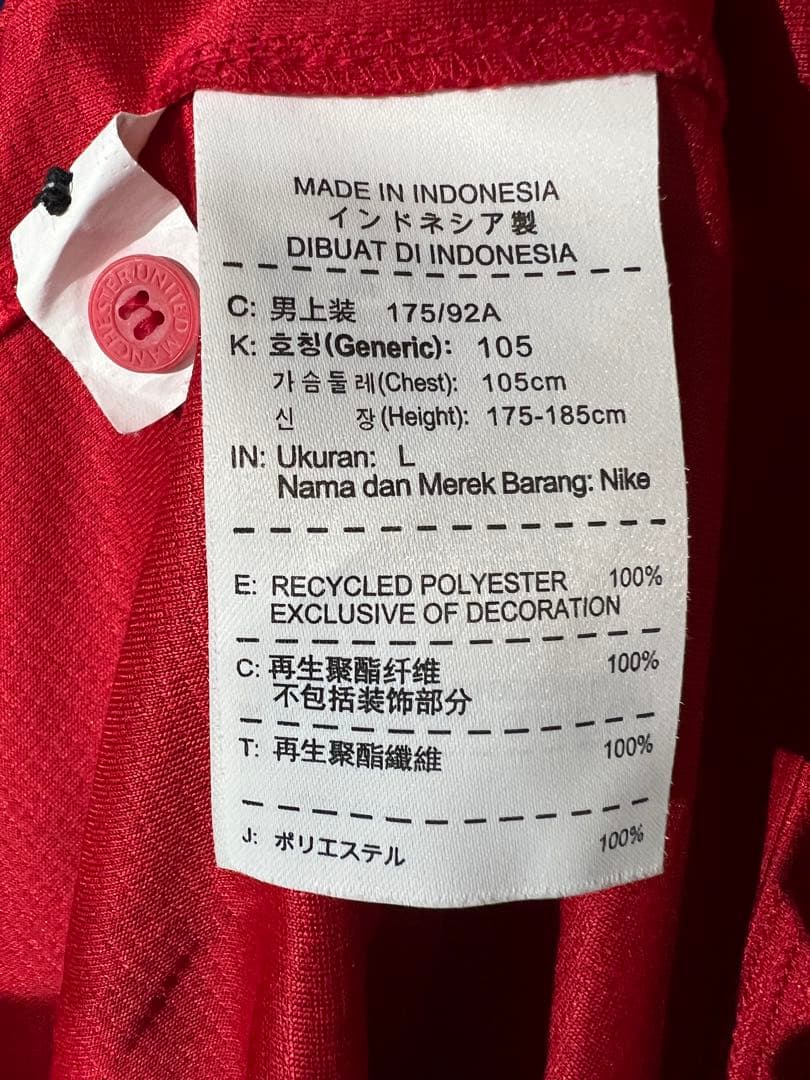 MADE IN INDONESIA
インドネシア製
DIBUAT DI INDONESIA
C: 男上装 175/92A
K: 호칭(Generic): 105
가슴둘레(Chest): 105cm
신 장(Height): 175-185cm
IN: Ukuran: L
Nama dan Merek Barang: Nike
E: RECYCLED POLYESTER 100%
EXCLUSIVE OF DECORATION
C: 再生聚酯纤维 100%
不包括装饰部分
T: 再生聚酯纖維 100%
J: ポリエステル 100%
MANCHESTER UNITED